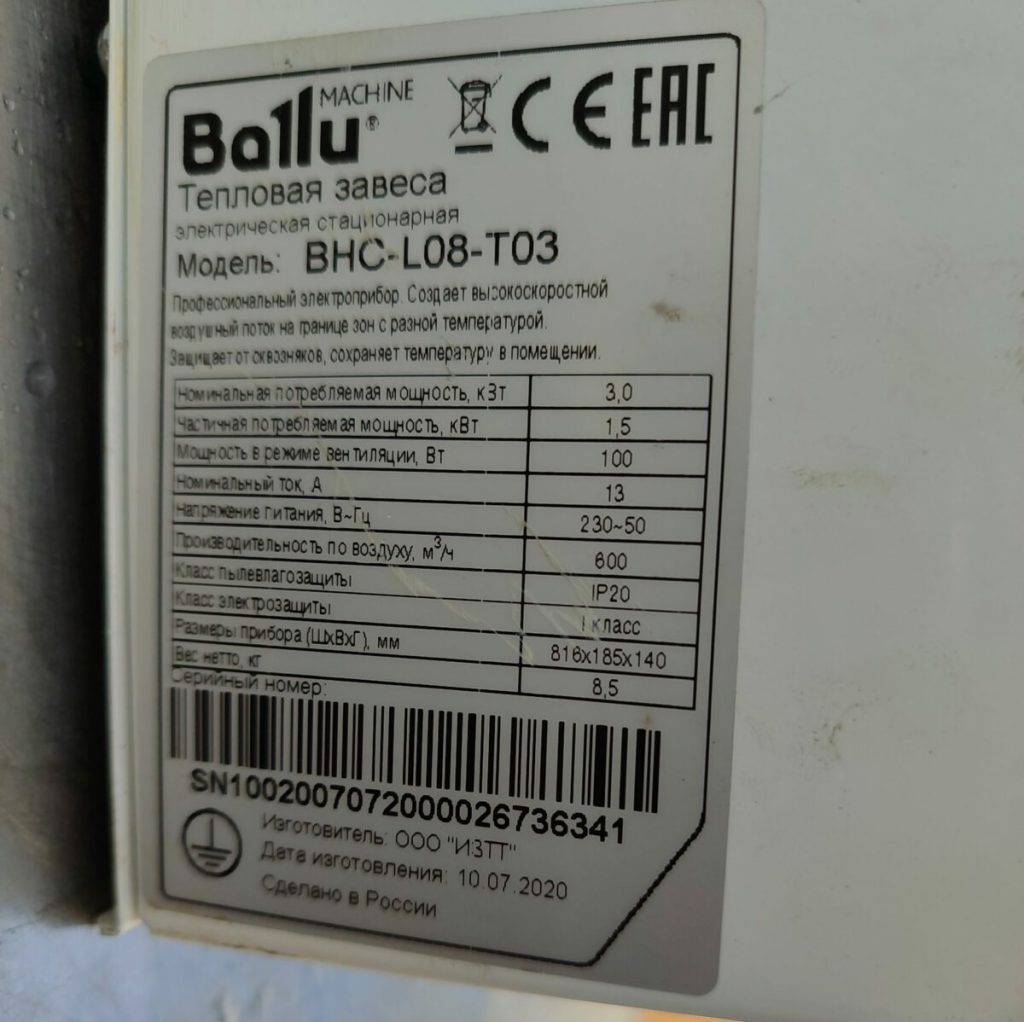 Ballu MACHINE ® CE EAC
Тепловая завеса
электрическая стационарная
Модель: BHC-L08-T03
Профессиональный электроприбор. Создает высокоскоростной
воздушный поток на границе зон с разной температурой.
Защищает от сквозняков, сохраняет температуру в помещении.
Номинальная потребляемая мощность, кВт 3,0
Частичная потребляемая мощность, кВт 1,5
Мощность в режиме вентиляции, Вт 100
Номинальный ток, А 13
Напряжение питания, В~Гц 230~50
Производительность по воздуху, м³/ч 600
Класс пылевлагозащиты IP20
Класс электрозащиты I класс
Размеры прибора (ШхВхГ), мм 816х185х140
Вес нетто, кг 8,5
Серийный номер:
SN1002007072000026736341
Изготовитель: ООО "ИЗТТ"
Дата изготовления: 10.07.2020
Сделано в России